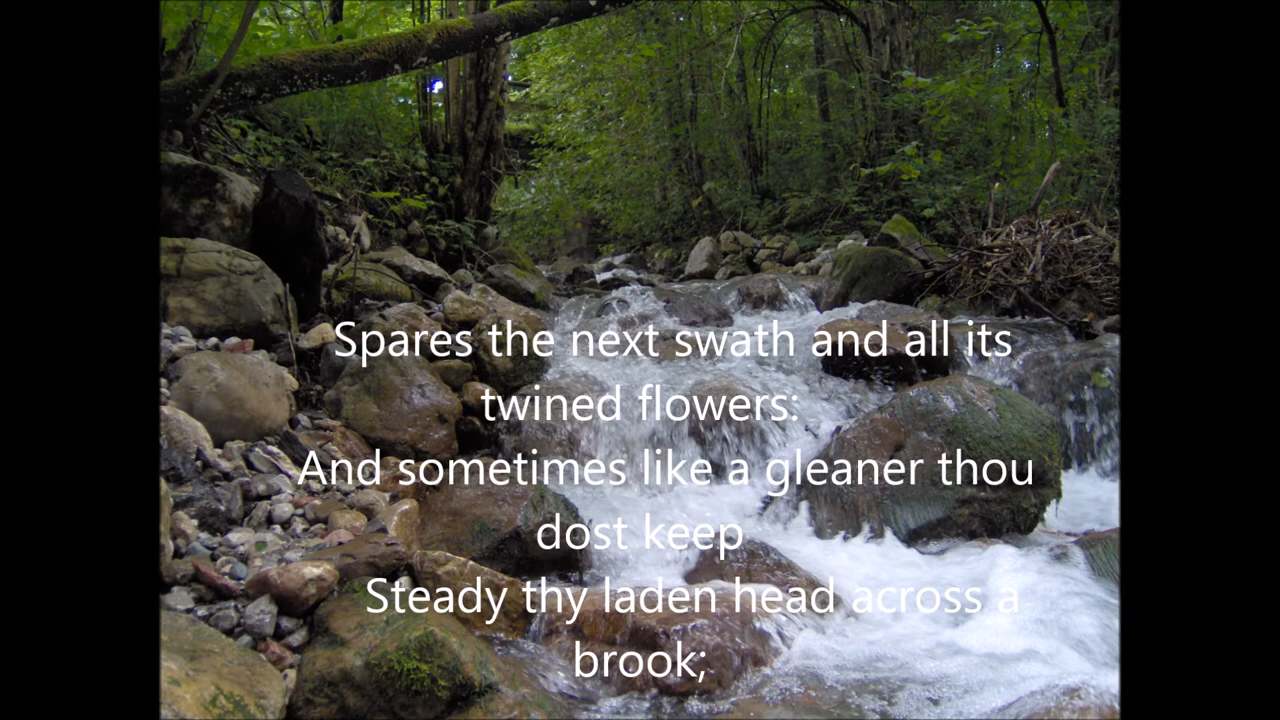 Spares the next swath and all its
twined flowers:
And sometimes like a gleaner thou
dost keep
Steady thy laden head across a
brook;